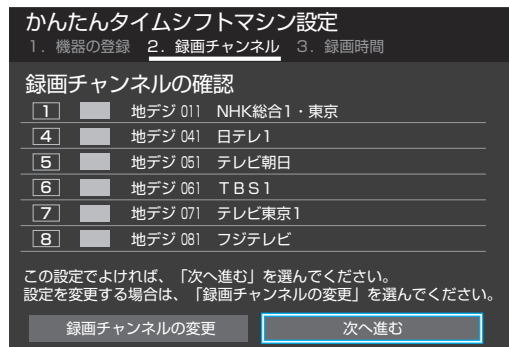 かんたんタイムシフトマシン設定
1．機器の登録　2．録画チャンネル　3．録画時間
録画チャンネルの確認
1　地デジ 011　NHK総合1・東京
4　地デジ 041　日テレ1
5　地デジ 051　テレビ朝日
6　地デジ 061　ＴＢＳ1
7　地デジ 071　テレビ東京1
8　地デジ 081　フジテレビ
この設定でよければ、「次へ進む」を選んでください。
設定を変更する場合は、「録画チャンネルの変更」を選んでください。
録画チャンネルの変更　次へ進む